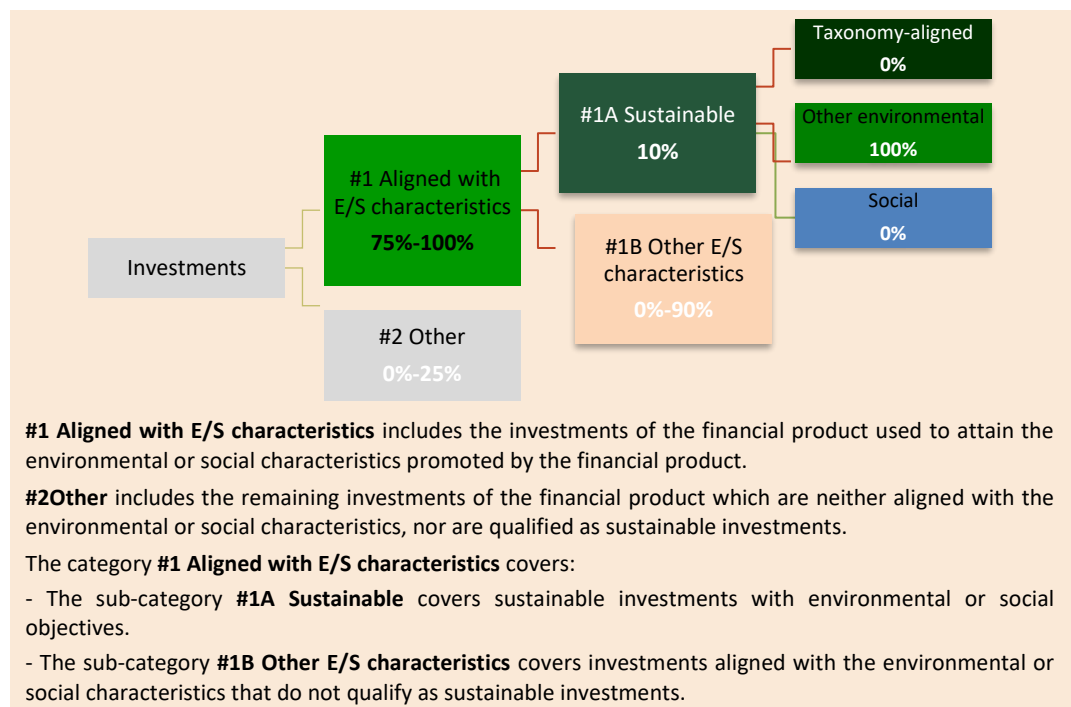 Taxonomy-aligned
0%
#1A Sustainable
10%
Other environmental
100%
#1 Aligned with
E/S characteristics
75%-100%
Social
0%
#1B Other E/S
characteristics
0%-90%
Investments
#2 Other
0%-25%
#1 Aligned with E/S characteristics includes the investments of the financial product used to attain the
environmental or social characteristics promoted by the financial product.
#2Other includes the remaining investments of the financial product which are neither aligned with the
environmental or social characteristics, nor are qualified as sustainable investments.
The category #1 Aligned with E/S characteristics covers:
- The sub-category #1A Sustainable covers sustainable investments with environmental or social
objectives.
- The sub-category #1B Other E/S characteristics covers investments aligned with the environmental or
social characteristics that do not qualify as sustainable investments.